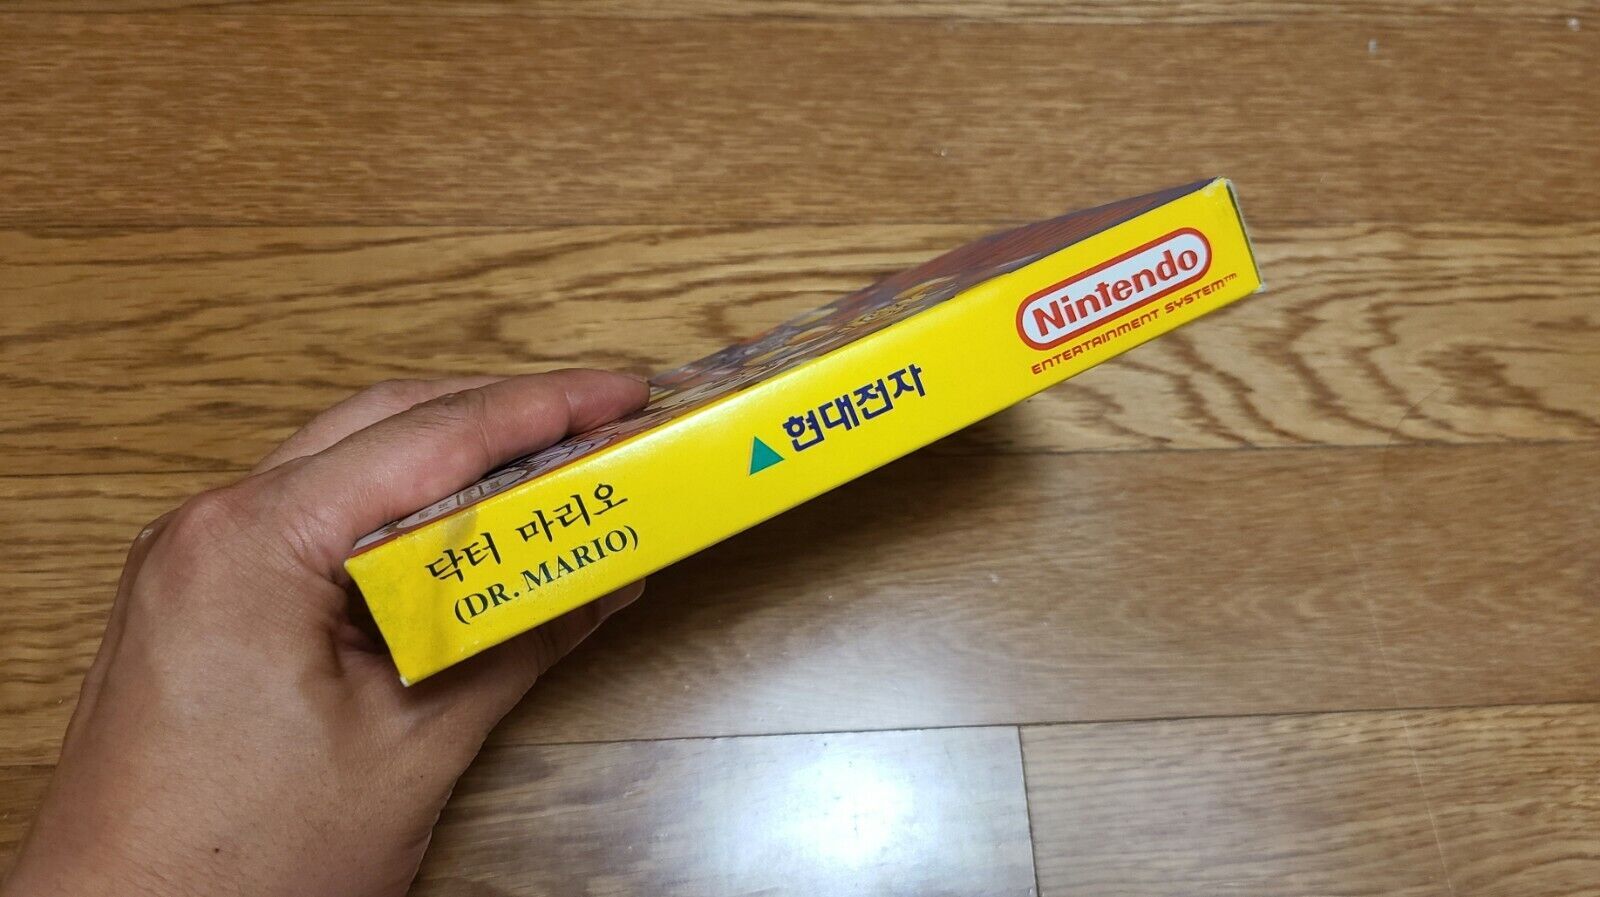 닥터 마리오
(DR. MARIO)
현대전자
Nintendo
ENTERTAINMENT SYSTEM™